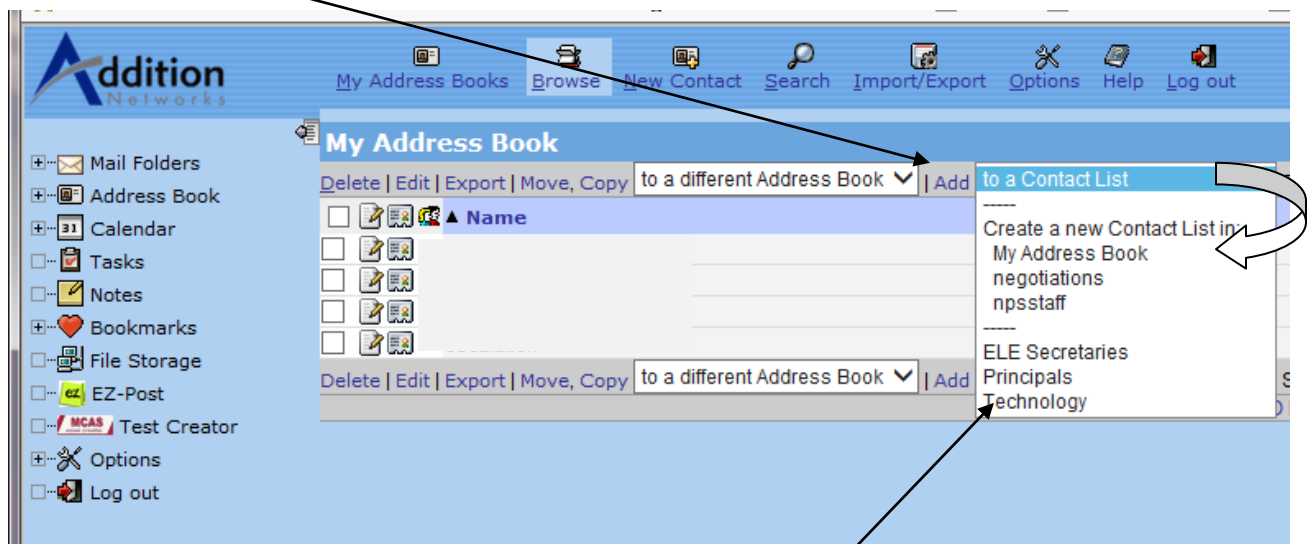 Addition
Networks
My Address Books Browse New Contact Search Import/Export Options Help Log out
Mail Folders
Address Book
31 Calendar
Tasks
Notes
Bookmarks
File Storage
ez EZ-Post
MCAS Test Creator
Options
Log out
My Address Book
Delete | Edit | Export | Move, Copy to a different Address Book | Add to a Contact List
Name
-----
Create a new Contact List in:
My Address Book
negotiations
npsstaff
-----
ELE Secretaries
Principals
Technology
Delete | Edit | Export | Move, Copy to a different Address Book | Add